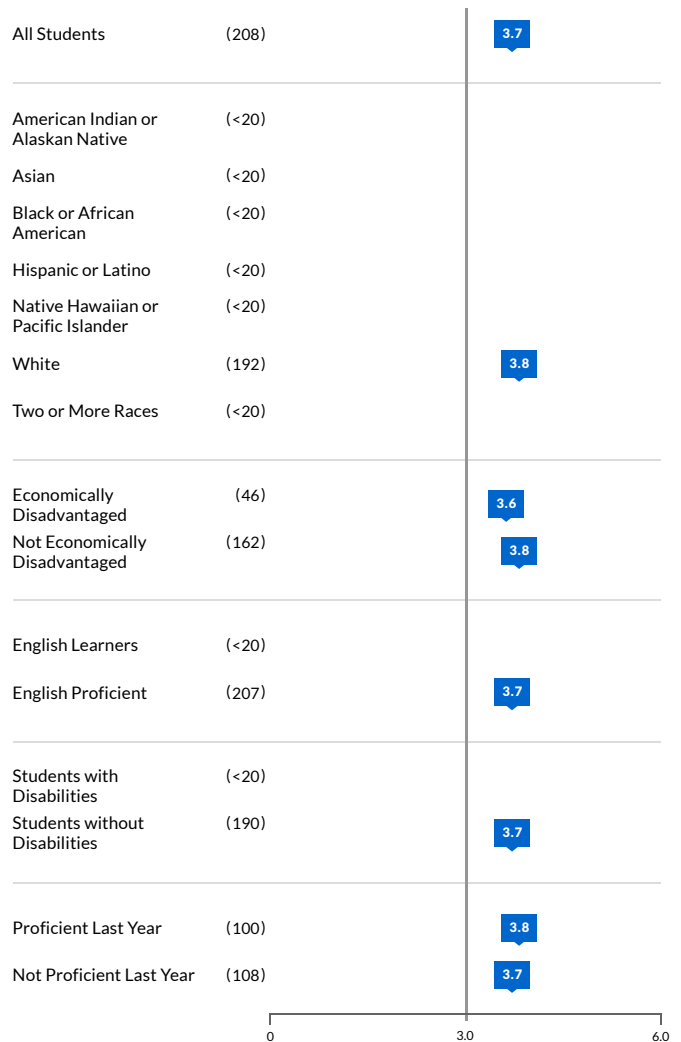 All Students (208) 3.7
American Indian or (<20)
Alaskan Native
Asian (<20)
Black or African (<20)
American
Hispanic or Latino (<20)
Native Hawaiian or (<20)
Pacific Islander
White (192) 3.8
Two or More Races (<20)
Economically (46) 3.6
Disadvantaged
Not Economically (162) 3.8
Disadvantaged
English Learners (<20)
English Proficient (207) 3.7
Students with (<20)
Disabilities
Students without (190) 3.7
Disabilities
Proficient Last Year (100) 3.8
Not Proficient Last Year (108) 3.7
0 3.0 6.0